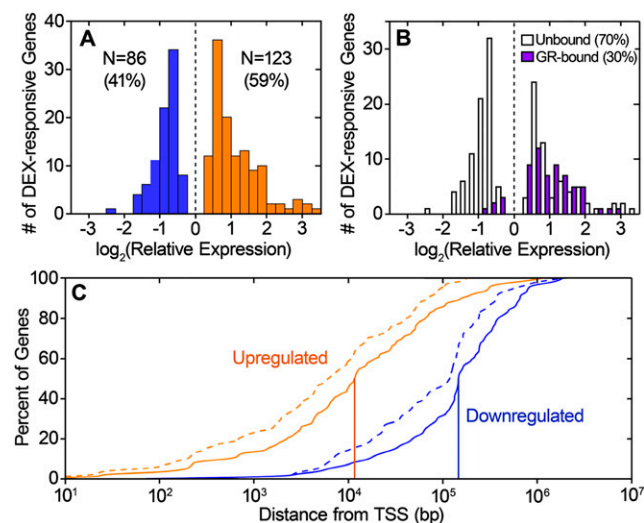 A
N=86
(41%)
N=123
(59%)
# of DEX-responsive Genes
0
10
20
30
40
-3 -2 -1 0 1 2 3
log2(Relative Expression)
B
Unbound (70%)
GR-bound (30%)
# of DEX-responsive Genes
0
10
20
30
-3 -2 -1 0 1 2 3
log2(Relative Expression)
C
Percent of Genes
100
80
60
40
20
0
Upregulated
Downregulated
10^1 10^2 10^3 10^4 10^5 10^6 10^7
Distance from TSS (bp)